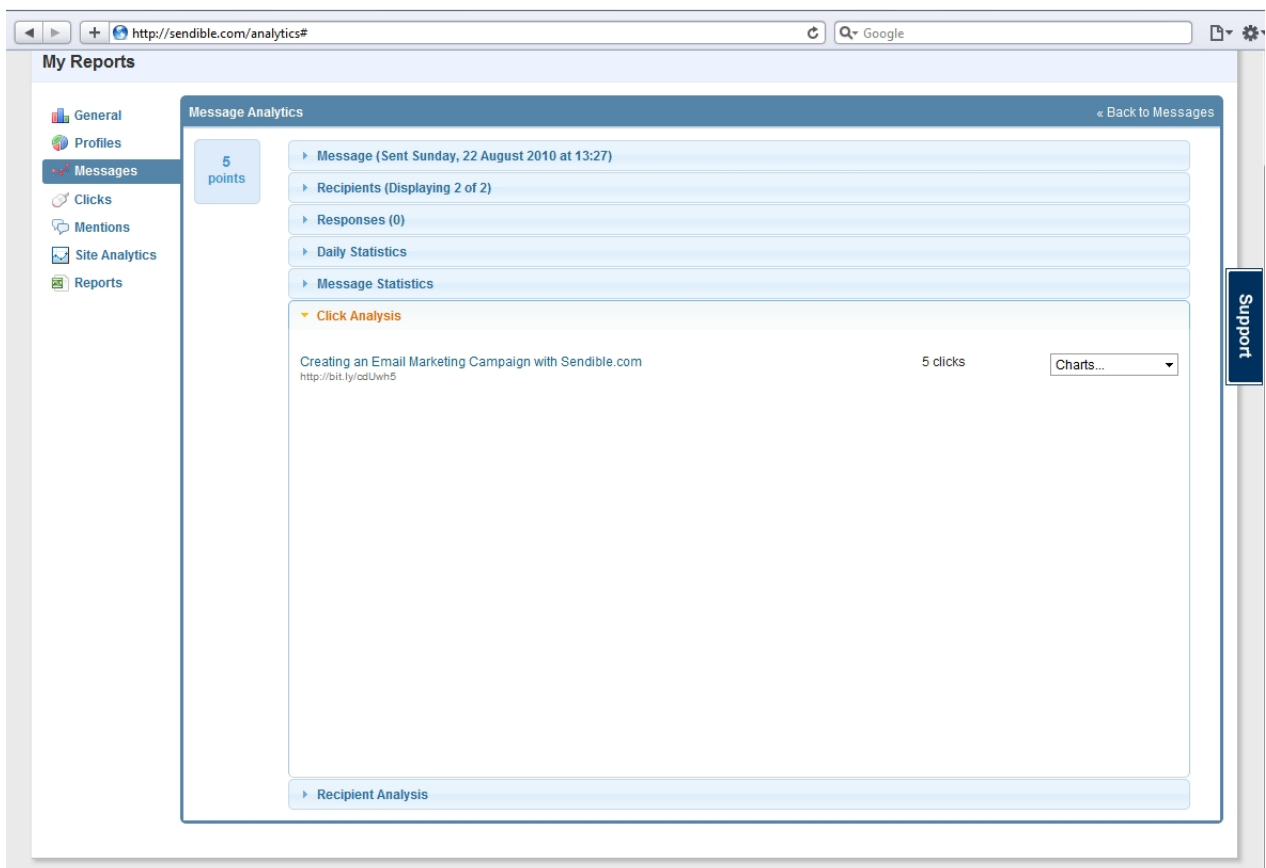 http://sendible.com/analytics#
Google
My Reports
General
Profiles
Messages
Clicks
Mentions
Site Analytics
Reports
Message Analytics
« Back to Messages
5
points
Message (Sent Sunday, 22 August 2010 at 13:27)
Recipients (Displaying 2 of 2)
Responses (0)
Daily Statistics
Message Statistics
Click Analysis
Creating an Email Marketing Campaign with Sendible.com
5 clicks
Charts...
http://bit.ly/cdUwh5
Recipient Analysis
Support